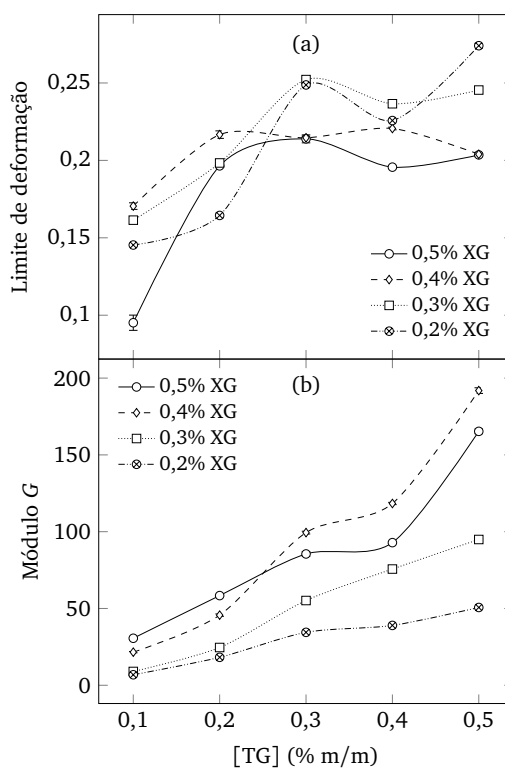 (a)
0,25
0,2
0,15
0,1
Limite de deformação
0,5% XG
0,4% XG
0,3% XG
0,2% XG
(b)
0,5% XG
0,4% XG
0,3% XG
0,2% XG
200
150
100
50
0
Módulo G
0,1 0,2 0,3 0,4 0,5
[TG] (% m/m)